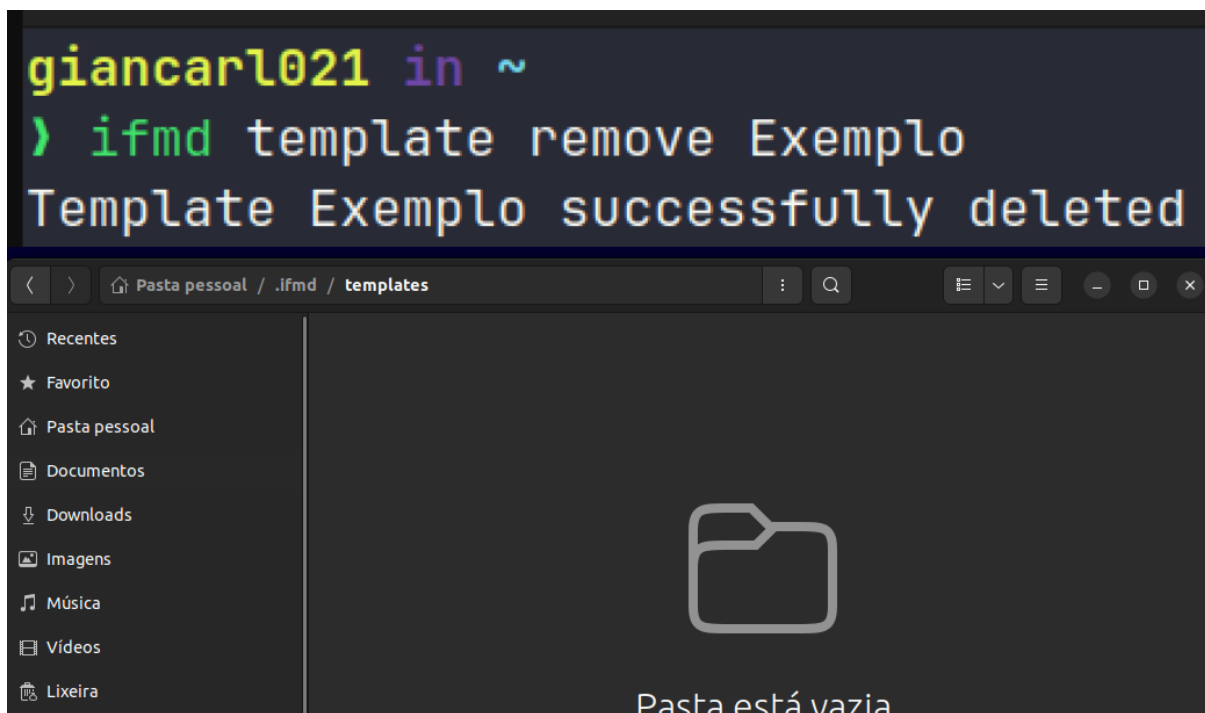 giancarl021 in ~
❯ ifmd template remove Exemplo
Template Exemplo successfully deleted
Pasta pessoal / .ifmd / templates
Recentes
Favorito
Pasta pessoal
Documentos
Downloads
Imagens
Música
Vídeos
Lixeira
Pasta está vazia